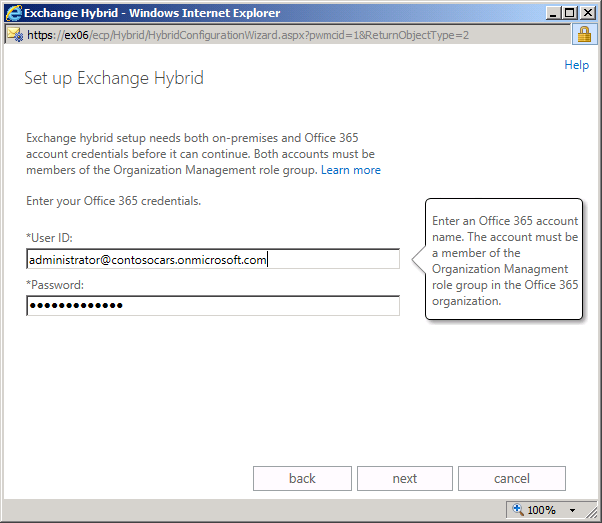 Exchange Hybrid - Windows Internet Explorer
https://ex06/ecp/Hybrid/HybridConfigurationWizard.aspx?pwmcid=1&ReturnObjectType=2
Help
Set up Exchange Hybrid
Exchange hybrid setup needs both on-premises and Office 365
account credentials before it can continue. Both accounts must be
members of the Organization Management role group. Learn more
Enter your Office 365 credentials.
*User ID:
administrator@contosocars.onmicrosoft.com
*Password:
●●●●●●●●●●●●●
Enter an Office 365 account
name. The account must be
a member of the
Organization Managment
role group in the Office 365
organization.
back
next
cancel
100%